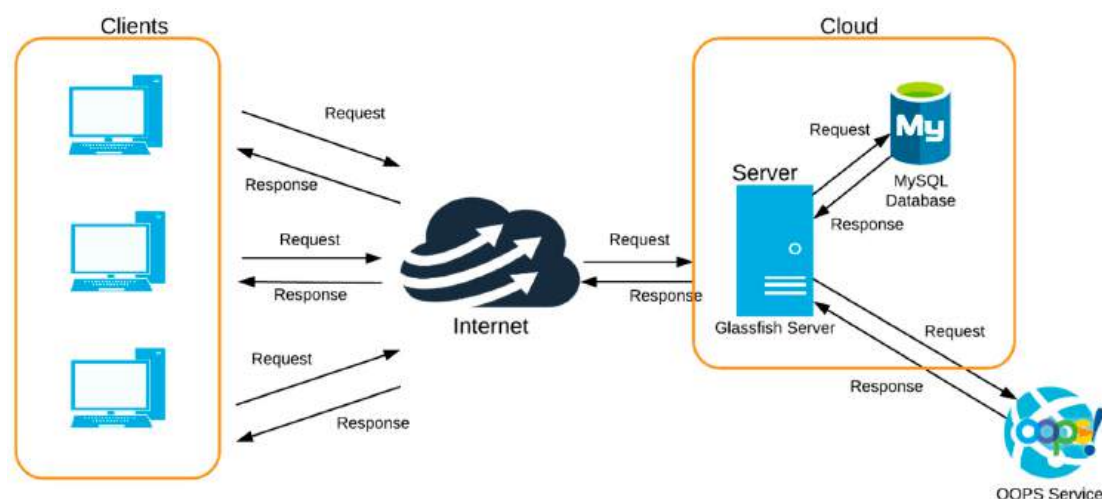 Clients
Cloud
Request
Response
Request
Response
Request
Response
Internet
Request
Response
Server
Glassfish Server
Request
Response
My
MySQL
Database
Request
Response
oops!
OOPS Service